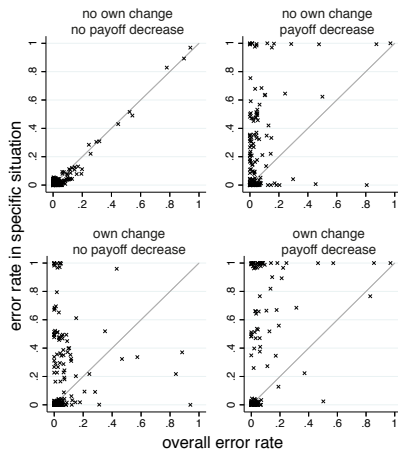 no own change
no payoff decrease
no own change
payoff decrease
error rate in specific situation
0 .2 .4 .6 .8 1
0 .2 .4 .6 .8 1
0 .2 .4 .6 .8 1
0 .2 .4 .6 .8 1
own change
no payoff decrease
own change
payoff decrease
0 .2 .4 .6 .8 1
0 .2 .4 .6 .8 1
0 .2 .4 .6 .8 1
0 .2 .4 .6 .8 1
overall error rate